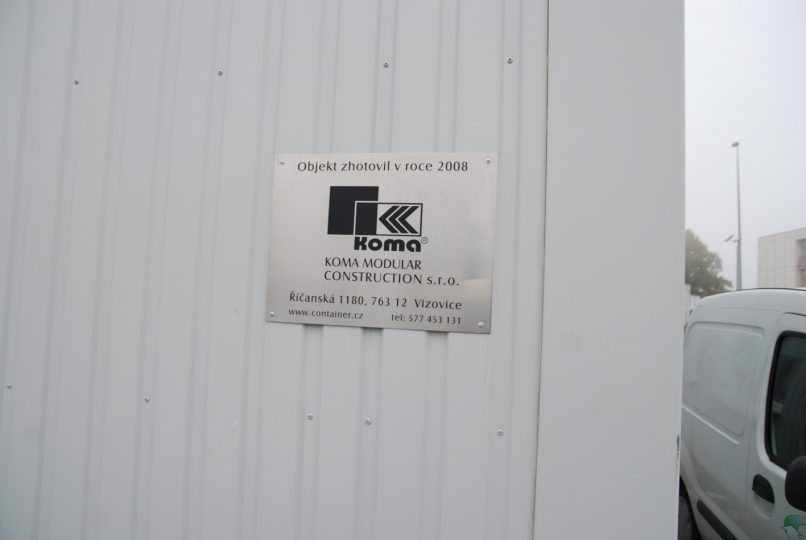 Objekt zhotovil v roce 2008
Koma®
KOMA MODULAR
CONSTRUCTION s.r.o.
Říčanská 1180, 763 12 Vizovice
www.container.cz tel: 577 453 131